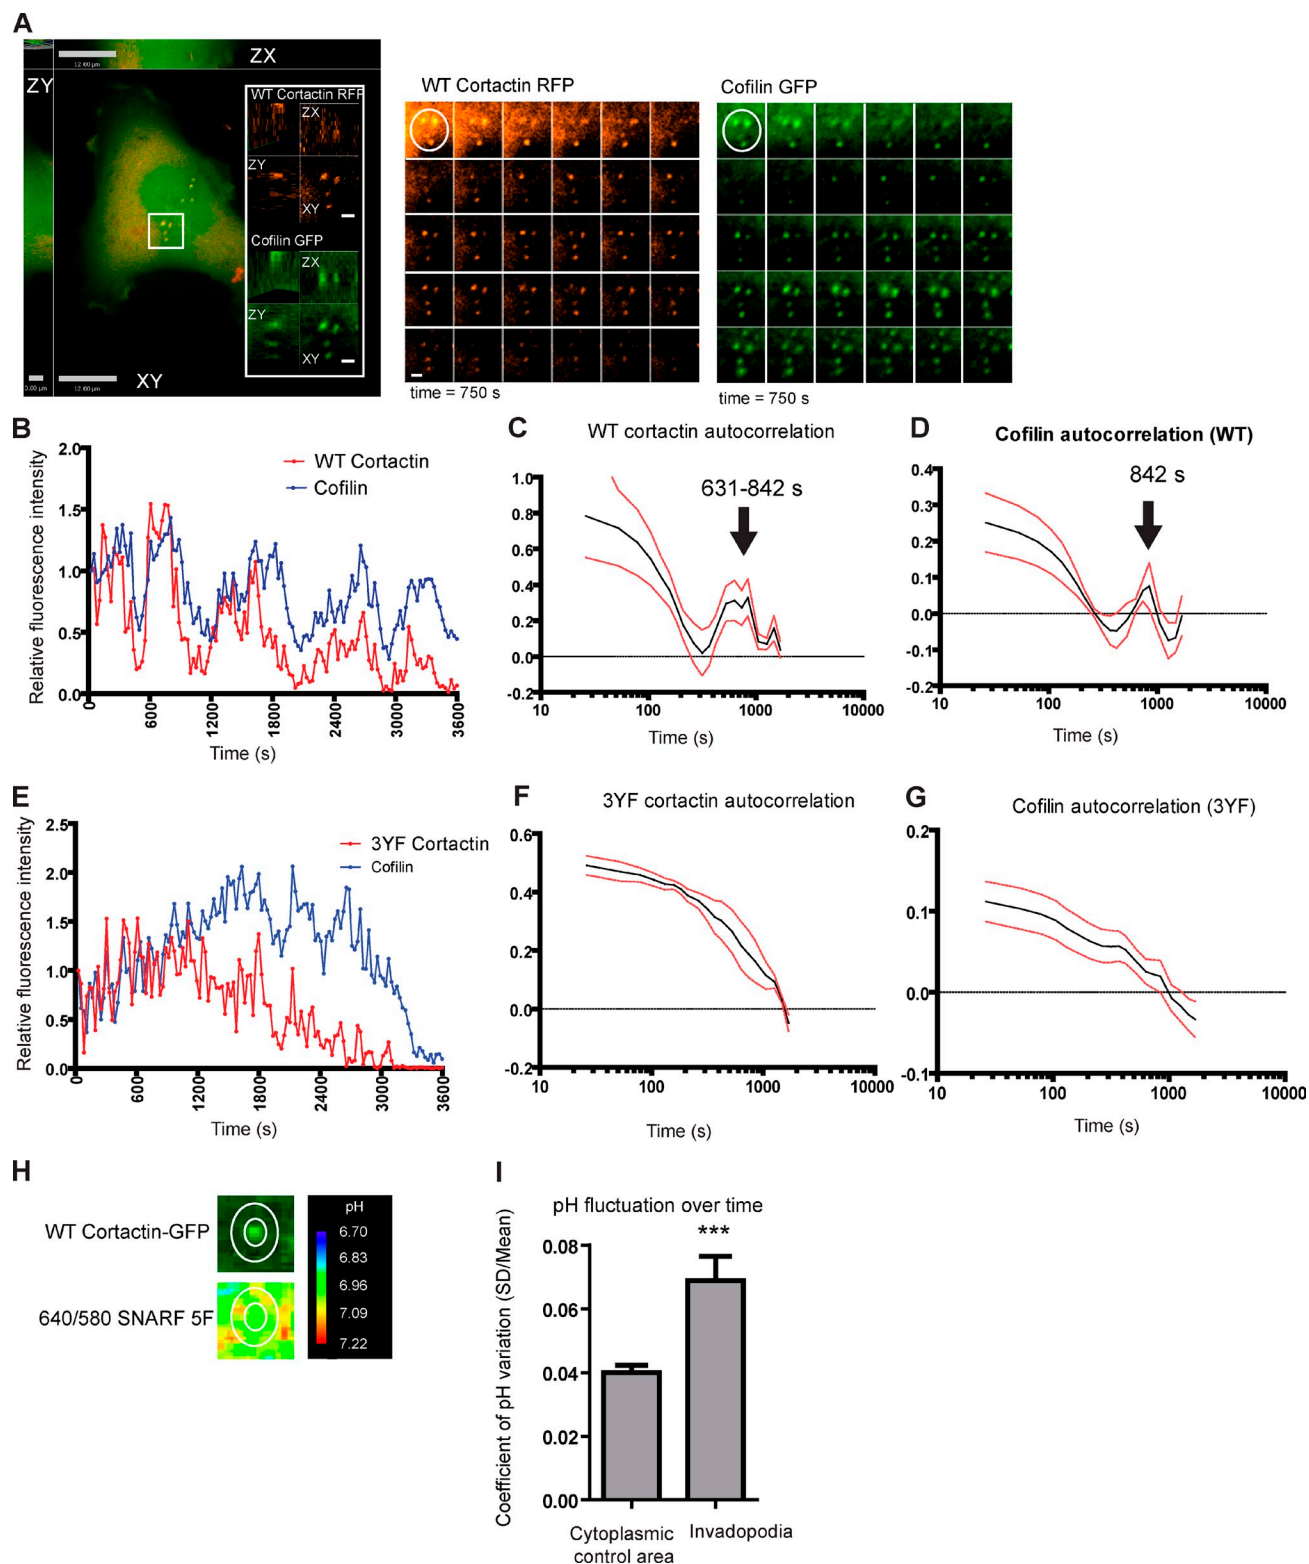 A
12.00 µm
ZX
ZY
WT Cortactin RFP
ZX
ZY
XY
Cofilin GFP
ZX
ZY
XY
3.00 µm
12.00 µm
XY
WT Cortactin RFP
time = 750 s
Cofilin GFP
time = 750 s
B
Relative fluorescence intensity
2.0
1.5
1.0
0.5
0.0
WT Cortactin
Cofilin
0
600
1200
1800
2400
3000
3600
Time (s)
C
WT cortactin autocorrelation
1.0
0.8
0.6
0.4
0.2
0.0
-0.2
631-842 s
10
100
1000
10000
Time (s)
D
Cofilin autocorrelation (WT)
0.4
0.3
0.2
0.1
0.0
-0.1
-0.2
842 s
10
100
1000
10000
Time (s)
E
Relative fluorescence intensity
2.5
2.0
1.5
1.0
0.5
0.0
3YF Cortactin
Cofilin
0
600
1200
1800
2400
3000
3600
Time (s)
F
3YF cortactin autocorrelation
0.6
0.4
0.2
0.0
-0.2
10
100
1000
10000
Time (s)
G
Cofilin autocorrelation (3YF)
0.2
0.1
0.0
-0.1
10
100
1000
10000
Time (s)
H
WT Cortactin-GFP
640/580 SNARF 5F
pH
6.70
6.83
6.96
7.09
7.22
I
pH fluctuation over time
***
Coefficient of pH variation (SD/Mean)
0.08
0.06
0.04
0.02
0.00
Cytoplasmic
control area
Invadopodia